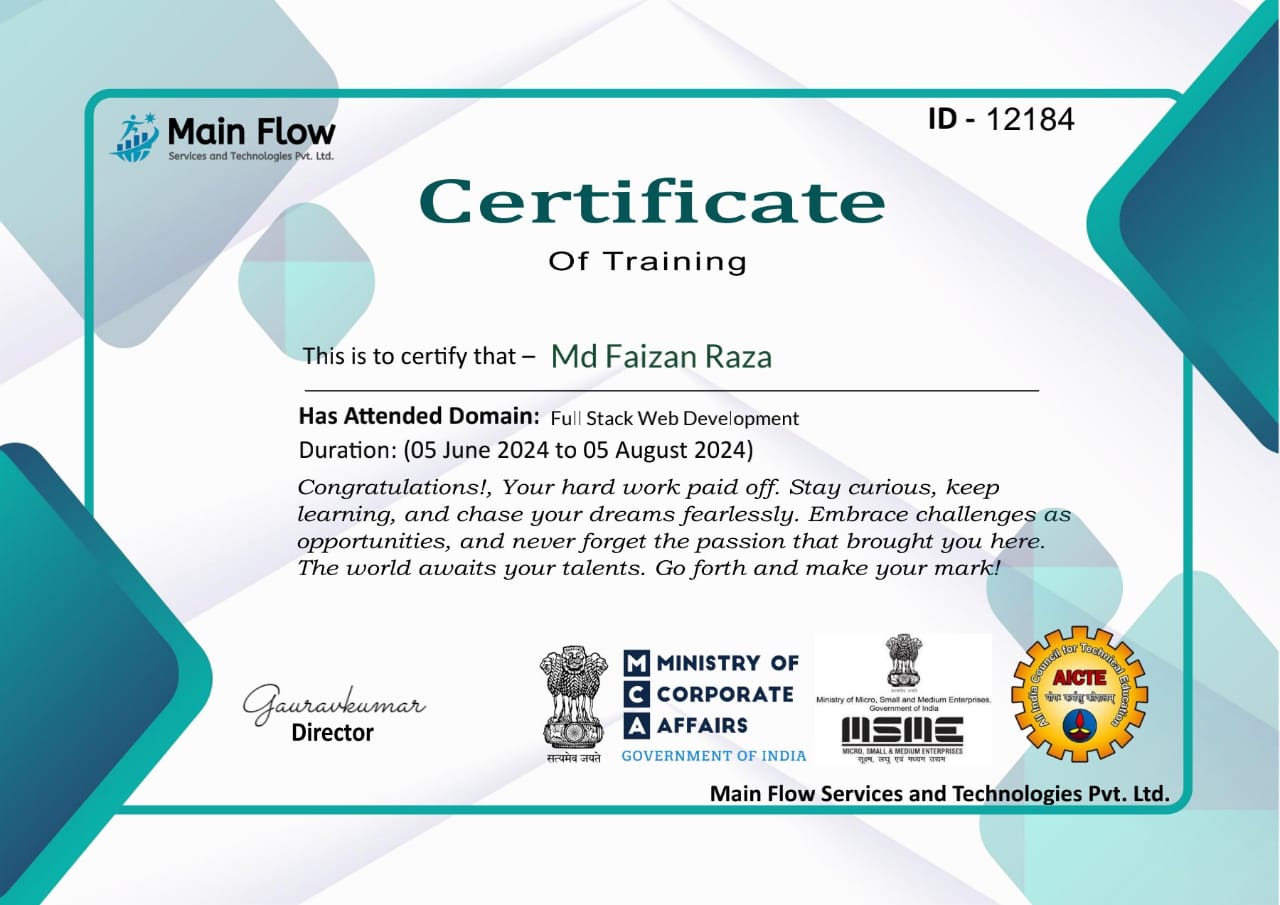 Main Flow
Services and Technologies Pvt. Ltd.
ID - 12184
Certificate
Of Training
This is to certify that – Md Faizan Raza
Has Attended Domain: Full Stack Web Development
Duration: (05 June 2024 to 05 August 2024)
Congratulations!, Your hard work paid off. Stay curious, keep
learning, and chase your dreams fearlessly. Embrace challenges as
opportunities, and never forget the passion that brought you here.
The world awaits your talents. Go forth and make your mark!
Gauravkumar
Director
सत्यमेव जयते
M MINISTRY OF
C CORPORATE
A AFFAIRS
GOVERNMENT OF INDIA
Ministry of Micro, Small and Medium Enterprises,
Government of India
MSME
MICRO, SMALL & MEDIUM ENTERPRISES
सूक्ष्म, लघु एवं मध्यम उद्यम
All India Council for Technical Education
AICTE
योगः कर्मसु कौशलम्
Main Flow Services and Technologies Pvt. Ltd.